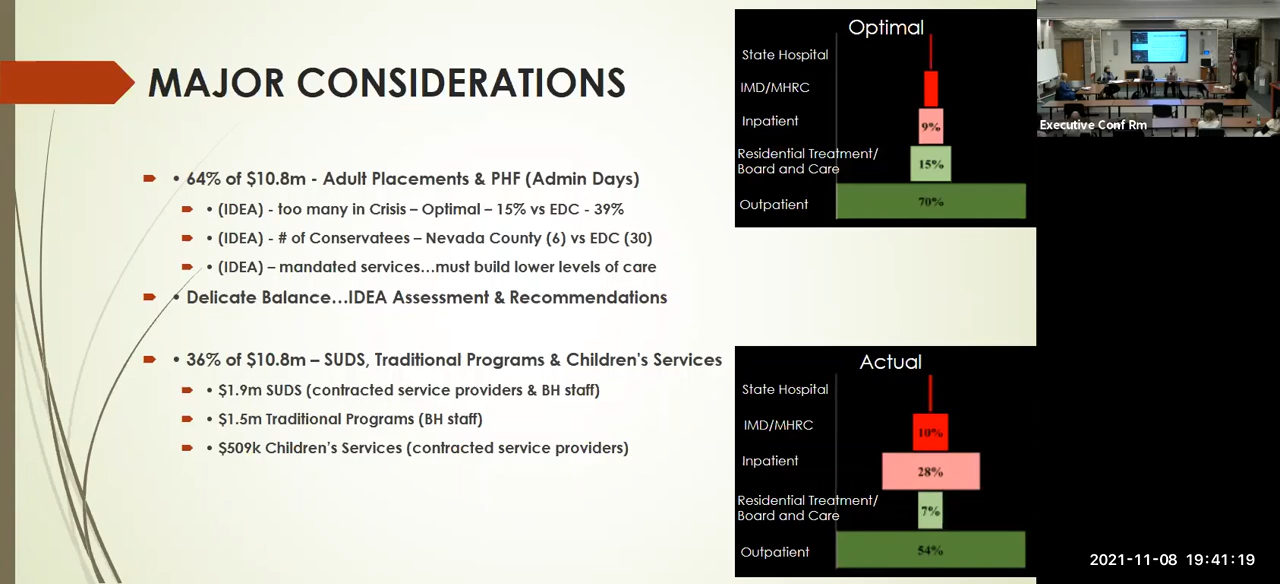 MAJOR CONSIDERATIONS
• 64% of $10.8m - Adult Placements & PHF (Admin Days)
• (IDEA) - too many in Crisis – Optimal – 15% vs EDC - 39%
• (IDEA) - # of Conservatees – Nevada County (6) vs EDC (30)
• (IDEA) – mandated services…must build lower levels of care
• Delicate Balance…IDEA Assessment & Recommendations
• 36% of $10.8m – SUDS, Traditional Programs & Children's Services
• $1.9m SUDS (contracted service providers & BH staff)
• $1.5m Traditional Programs (BH staff)
• $509k Children's Services (contracted service providers)
Optimal
State Hospital
IMD/MHRC
Inpatient 9%
Residential Treatment/
Board and Care 15%
Outpatient 70%
Actual
State Hospital
IMD/MHRC 10%
Inpatient 28%
Residential Treatment/
Board and Care 7%
Outpatient 54%
Executive Conf Rm
2021-11-08 19:41:19